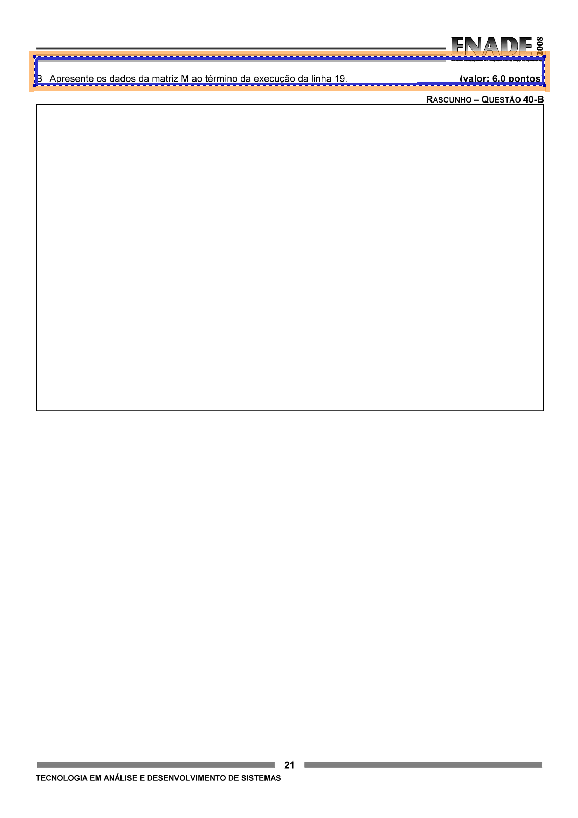 ENADE 2008
B Apresente os dados da matriz M ao término da execução da linha 19. (valor: 6,0 pontos)
RASCUNHO – QUESTÃO 40-B
21
TECNOLOGIA EM ANÁLISE E DESENVOLVIMENTO DE SISTEMAS